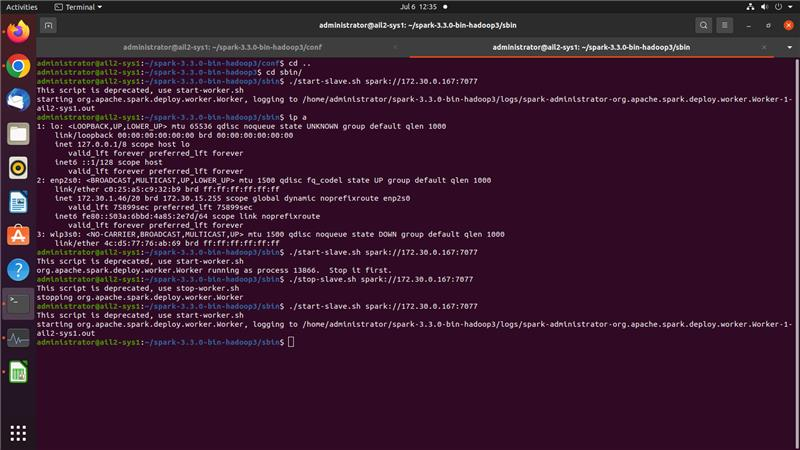 Activities
Terminal
Jul 6 12:35
administrator@ail2-sys1: ~/spark-3.3.0-bin-hadoop3/sbin
administrator@ail2-sys1: ~/spark-3.3.0-bin-hadoop3/conf
administrator@ail2-sys1: ~/spark-3.3.0-bin-hadoop3/sbin
administrator@ail2-sys1:~/spark-3.3.0-bin-hadoop3/conf$ cd ..
administrator@ail2-sys1:~/spark-3.3.0-bin-hadoop3$ cd sbin/
administrator@ail2-sys1:~/spark-3.3.0-bin-hadoop3/sbin$ ./start-slave.sh spark://172.30.0.167:7077
This script is deprecated, use start-worker.sh
starting org.apache.spark.deploy.worker.Worker, logging to /home/administrator/spark-3.3.0-bin-hadoop3/logs/spark-administrator-org.apache.spark.deploy.worker.Worker-1-
ail2-sys1.out
administrator@ail2-sys1:~/spark-3.3.0-bin-hadoop3/sbin$ ip a
1: lo: <LOOPBACK,UP,LOWER_UP> mtu 65536 qdisc noqueue state UNKNOWN group default qlen 1000
link/loopback 00:00:00:00:00:00 brd 00:00:00:00:00:00
inet 127.0.0.1/8 scope host lo
valid_lft forever preferred_lft forever
inet6 ::1/128 scope host
valid_lft forever preferred_lft forever
2: enp2s0: <BROADCAST,MULTICAST,UP,LOWER_UP> mtu 1500 qdisc fq_codel state UP group default qlen 1000
link/ether c0:25:a5:c9:32:b9 brd ff:ff:ff:ff:ff:ff
inet 172.30.1.46/20 brd 172.30.15.255 scope global dynamic noprefixroute enp2s0
valid_lft 75899sec preferred_lft 75899sec
inet6 fe80::503a:6bbd:4a85:2e7d/64 scope link noprefixroute
valid_lft forever preferred_lft forever
3: wlp3s0: <NO-CARRIER,BROADCAST,MULTICAST,UP> mtu 1500 qdisc noqueue state DOWN group default qlen 1000
link/ether 4c:d5:77:76:ab:69 brd ff:ff:ff:ff:ff:ff
administrator@ail2-sys1:~/spark-3.3.0-bin-hadoop3/sbin$ ./start-slave.sh spark://172.30.0.167:7077
This script is deprecated, use start-worker.sh
org.apache.spark.deploy.worker.Worker running as process 13866.  Stop it first.
administrator@ail2-sys1:~/spark-3.3.0-bin-hadoop3/sbin$ ./stop-slave.sh spark://172.30.0.167:7077
This script is deprecated, use stop-worker.sh
stopping org.apache.spark.deploy.worker.Worker
administrator@ail2-sys1:~/spark-3.3.0-bin-hadoop3/sbin$ ./start-slave.sh spark://172.30.0.167:7077
This script is deprecated, use start-worker.sh
starting org.apache.spark.deploy.worker.Worker, logging to /home/administrator/spark-3.3.0-bin-hadoop3/logs/spark-administrator-org.apache.spark.deploy.worker.Worker-1-
ail2-sys1.out
administrator@ail2-sys1:~/spark-3.3.0-bin-hadoop3/sbin$